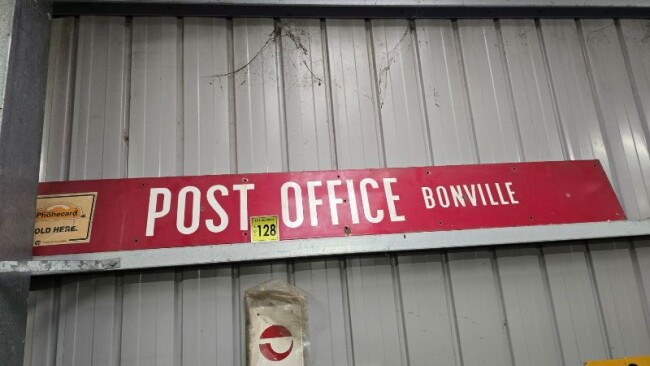 POST OFFICE BONVILLE
Phonecard
OLD HERE.
128